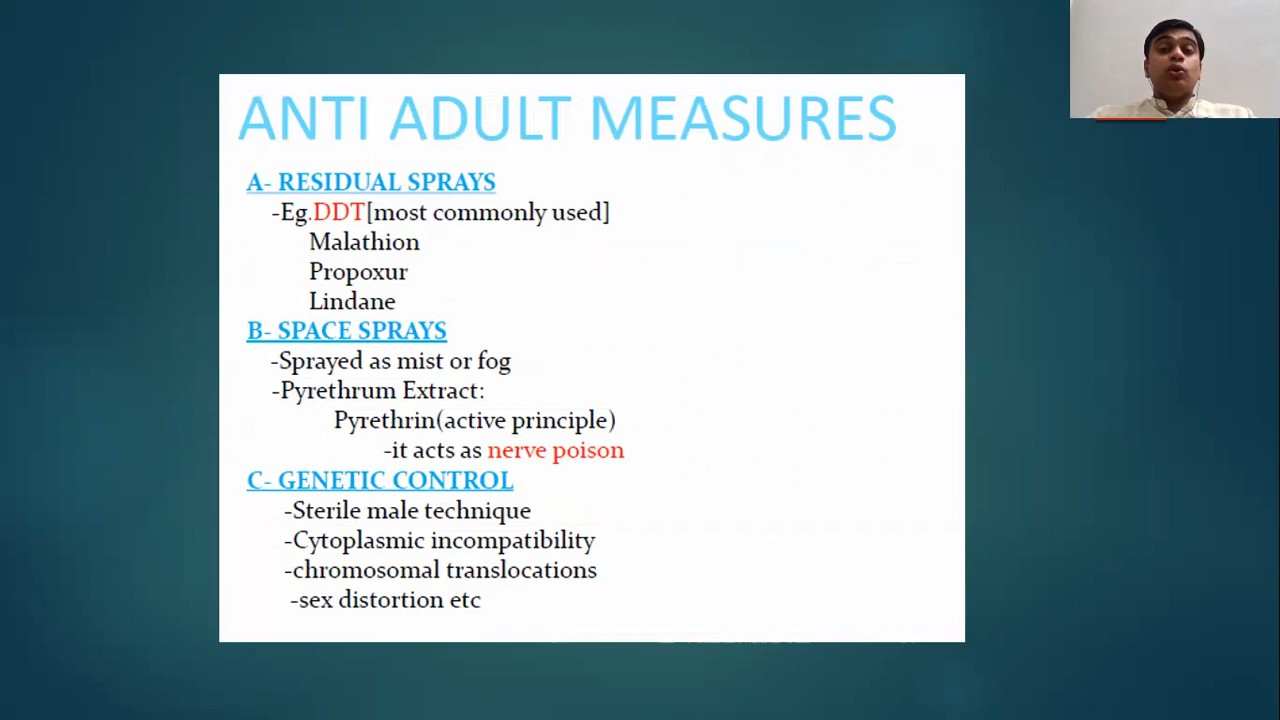 ANTI ADULT MEASURES
A- RESIDUAL SPRAYS
-Eg.DDT[most commonly used]
Malathion
Propoxur
Lindane
B- SPACE SPRAYS
-Sprayed as mist or fog
-Pyrethrum Extract:
Pyrethrin(active principle)
-it acts as nerve poison
C- GENETIC CONTROL
-Sterile male technique
-Cytoplasmic incompatibility
-chromosomal translocations
-sex distortion etc